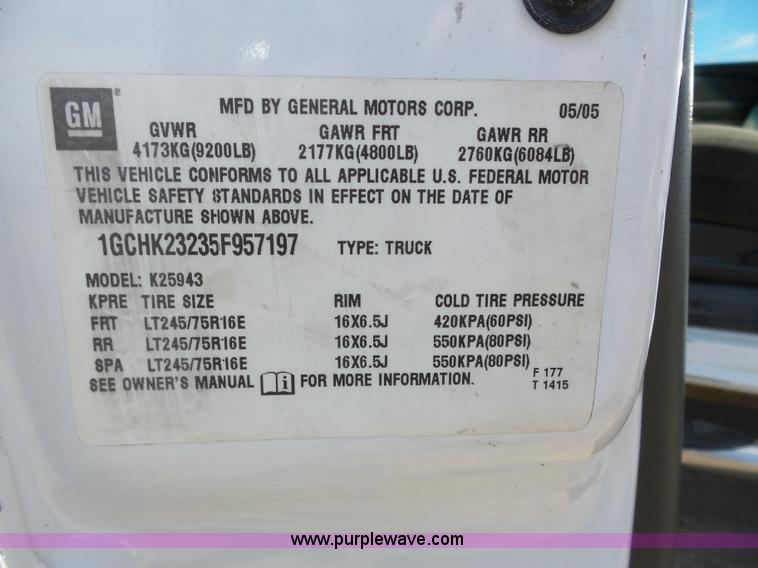 GM ®
MFD BY GENERAL MOTORS CORP. 05/05
GVWR GAWR FRT GAWR RR
4173KG(9200LB) 2177KG(4800LB) 2760KG(6084LB)
THIS VEHICLE CONFORMS TO ALL APPLICABLE U.S. FEDERAL MOTOR
VEHICLE SAFETY STANDARDS IN EFFECT ON THE DATE OF
MANUFACTURE SHOWN ABOVE.
1GCHK23235F957197 TYPE: TRUCK
MODEL: K25943
KPRE TIRE SIZE RIM COLD TIRE PRESSURE
FRT LT245/75R16E 16X6.5J 420KPA(60PSI)
RR LT245/75R16E 16X6.5J 550KPA(80PSI)
SPA LT245/75R16E 16X6.5J 550KPA(80PSI)
SEE OWNER'S MANUAL i FOR MORE INFORMATION.
F 177
T 1415
www.purplewave.com